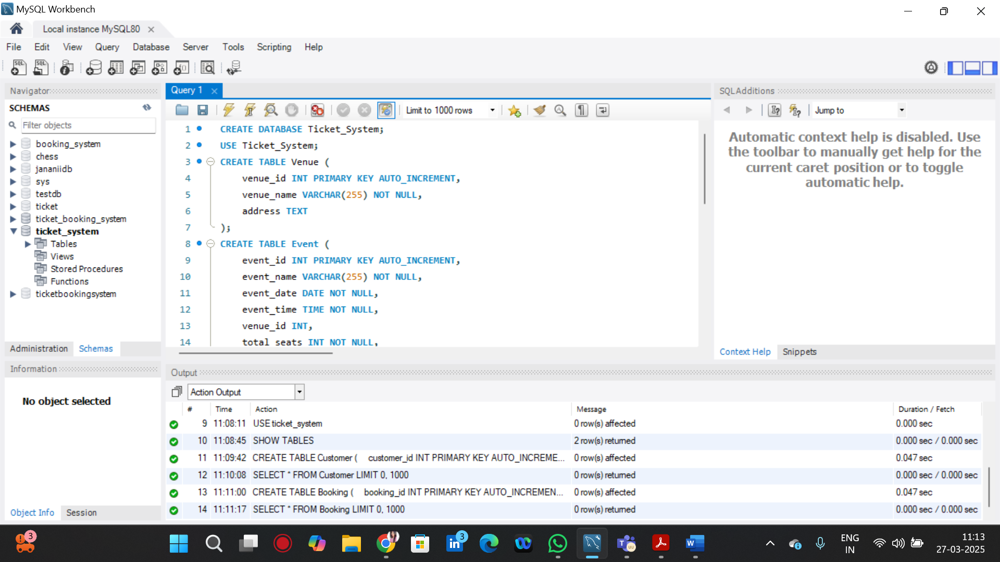 MySQL Workbench
Local instance MySQL80
File Edit View Query Database Server Tools Scripting Help
Navigator
SCHEMAS
Filter objects
booking_system
chess
jananiidb
sys
testdb
ticket
ticket_booking_system
ticket_system
Tables
Views
Stored Procedures
Functions
ticketbookingsystem
Administration Schemas
Information
No object selected
Object Info Session
Query 1
Limit to 1000 rows
1 CREATE DATABASE Ticket_System;
2 USE Ticket_System;
3 CREATE TABLE Venue (
4 venue_id INT PRIMARY KEY AUTO_INCREMENT,
5 venue_name VARCHAR(255) NOT NULL,
6 address TEXT
7 );
8 CREATE TABLE Event (
9 event_id INT PRIMARY KEY AUTO_INCREMENT,
10 event_name VARCHAR(255) NOT NULL,
11 event_date DATE NOT NULL,
12 event_time TIME NOT NULL,
13 venue_id INT,
14 total_seats INT NOT NULL,
SQLAdditions
Jump to
Automatic context help is disabled. Use
the toolbar to manually get help for the
current caret position or to toggle
automatic help.
Context Help Snippets
Output
Action Output
# Time Action Message Duration / Fetch
9 11:08:11 USE ticket_system 0 row(s) affected 0.000 sec
10 11:08:45 SHOW TABLES 2 row(s) returned 0.000 sec / 0.000 sec
11 11:09:42 CREATE TABLE Customer ( customer_id INT PRIMARY KEY AUTO_INCREME... 0 row(s) affected 0.047 sec
12 11:10:08 SELECT * FROM Customer LIMIT 0, 1000 0 row(s) returned 0.000 sec / 0.000 sec
13 11:11:00 CREATE TABLE Booking ( booking_id INT PRIMARY KEY AUTO_INCREMEN... 0 row(s) affected 0.047 sec
14 11:11:17 SELECT * FROM Booking LIMIT 0, 1000 0 row(s) returned 0.000 sec / 0.000 sec
3
3
ENG
IN
11:13
27-03-2025